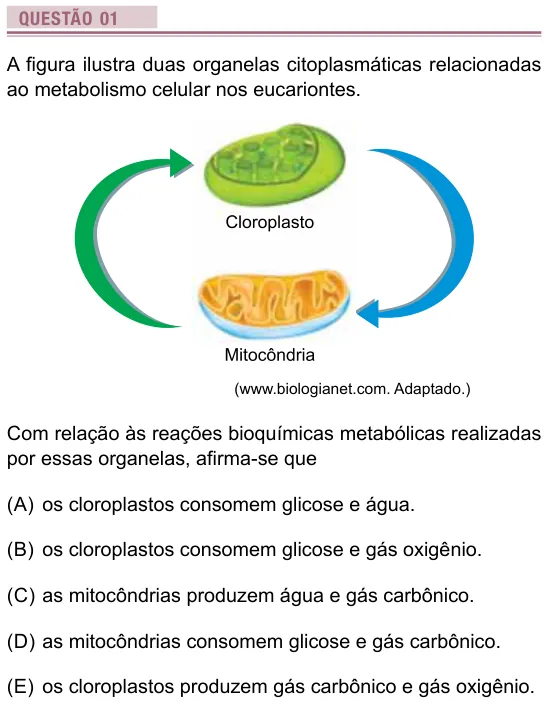 QUESTÃO 01
A figura ilustra duas organelas citoplasmáticas relacionadas
ao metabolismo celular nos eucariontes.
Cloroplasto
Mitocôndria
(www.biologianet.com. Adaptado.)
Com relação às reações bioquímicas metabólicas realizadas
por essas organelas, afirma-se que
(A) os cloroplastos consomem glicose e água.
(B) os cloroplastos consomem glicose e gás oxigênio.
(C) as mitocôndrias produzem água e gás carbônico.
(D) as mitocôndrias consomem glicose e gás carbônico.
(E) os cloroplastos produzem gás carbônico e gás oxigênio.